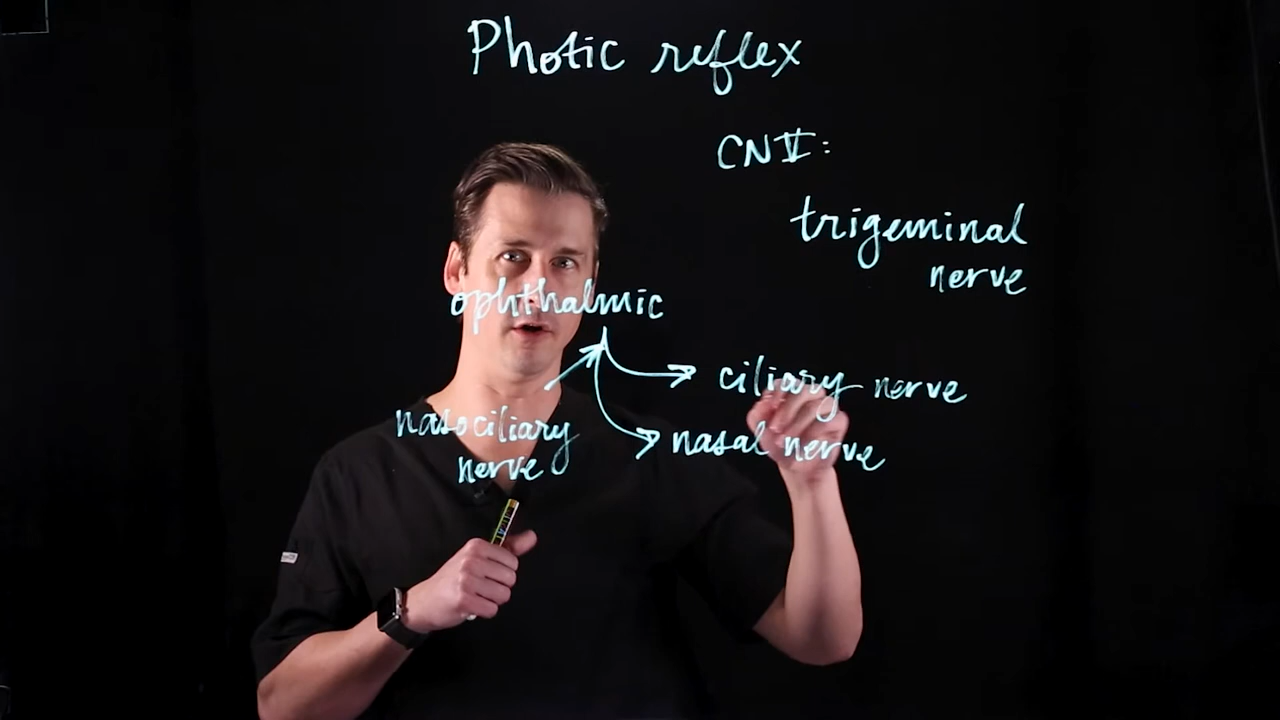 Photic reflex
CN V:
trigeminal
nerve
ophthalmic
ciliary nerve
nasociliary
nerve
nasal nerve